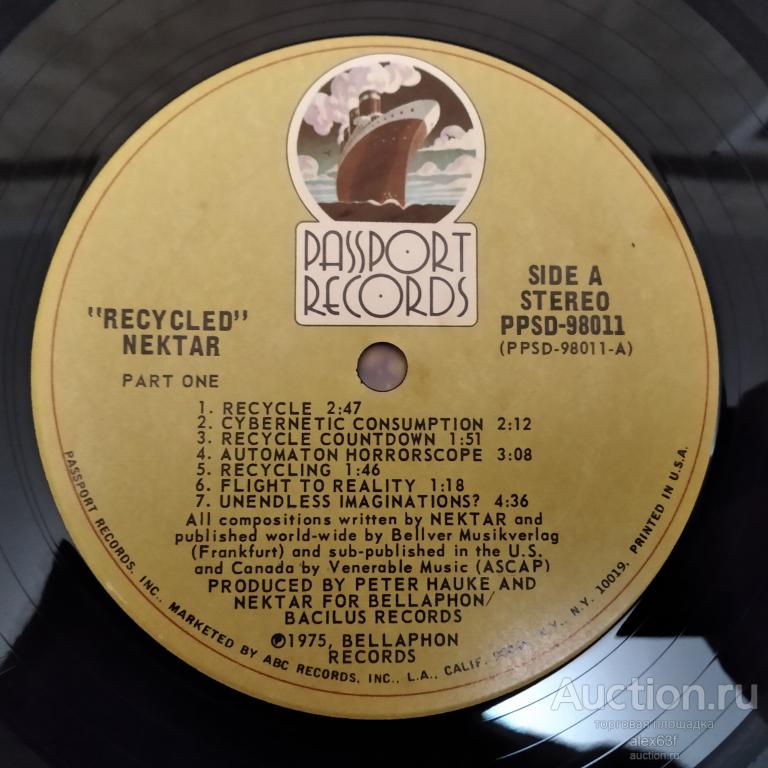 PASSPORT
RECORDS
"RECYCLED"
NEKTAR
PART ONE
SIDE A
STEREO
PPSD-98011
(PPSD-98011-A)
1. RECYCLE 2:47
2. CYBERNETIC CONSUMPTION 2:12
3. RECYCLE COUNTDOWN 1:51
4. AUTOMATON HORRORSCOPE 3:08
5. RECYCLING 1:46
6. FLIGHT TO REALITY 1:18
7. UNENDLESS IMAGINATIONS? 4:36
All compositions written by NEKTAR and
published world-wide by Bellver Musikverlag
(Frankfurt) and sub-published in the U.S.
and Canada by Venerable Music (ASCAP)
PRODUCED BY PETER HAUKE AND
NEKTAR FOR BELLAPHON/
BACILUS RECORDS
℗1975, BELLAPHON
RECORDS
PASSPORT RECORDS, INC., MARKETED BY ABC RECORDS, INC., L.A., CALIF. N.Y., N.Y. 10019. PRINTED IN U.S.A.
Auction.ru
торговая площадка
alex63f
auction.ru